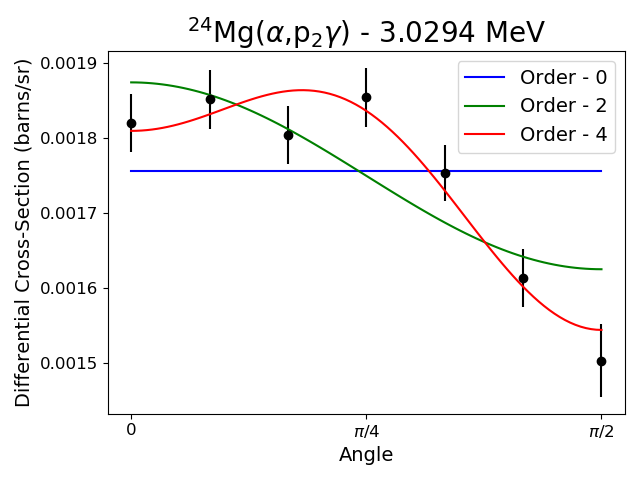 ²⁴Mg(α,p₂γ) - 3.0294 MeV
Differential Cross-Section (barns/sr)
0.0019
0.0018
0.0017
0.0016
0.0015
Order - 0
Order - 2
Order - 4
0
π/4
π/2
Angle